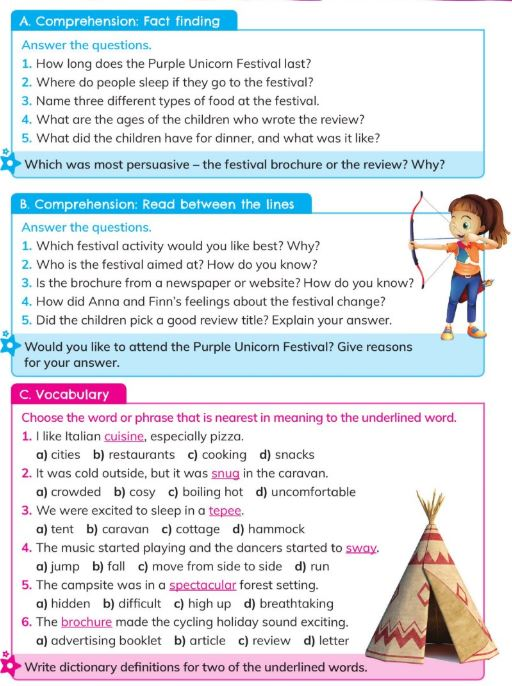 A. Comprehension: Fact finding
Answer the questions.
1. How long does the Purple Unicorn Festival last?
2. Where do people sleep if they go to the festival?
3. Name three different types of food at the festival.
4. What are the ages of the children who wrote the review?
5. What did the children have for dinner, and what was it like?
Which was most persuasive – the festival brochure or the review? Why?
B. Comprehension: Read between the lines
Answer the questions.
1. Which festival activity would you like best? Why?
2. Who is the festival aimed at? How do you know?
3. Is the brochure from a newspaper or website? How do you know?
4. How did Anna and Finn's feelings about the festival change?
5. Did the children pick a good review title? Explain your answer.
Would you like to attend the Purple Unicorn Festival? Give reasons
for your answer.
C. Vocabulary
Choose the word or phrase that is nearest in meaning to the underlined word.
1. I like Italian cuisine, especially pizza.
a) cities b) restaurants c) cooking d) snacks
2. It was cold outside, but it was snug in the caravan.
a) crowded b) cosy c) boiling hot d) uncomfortable
3. We were excited to sleep in a tepee.
a) tent b) caravan c) cottage d) hammock
4. The music started playing and the dancers started to sway.
a) jump b) fall c) move from side to side d) run
5. The campsite was in a spectacular forest setting.
a) hidden b) difficult c) high up d) breathtaking
6. The brochure made the cycling holiday sound exciting.
a) advertising booklet b) article c) review d) letter
Write dictionary definitions for two of the underlined words.